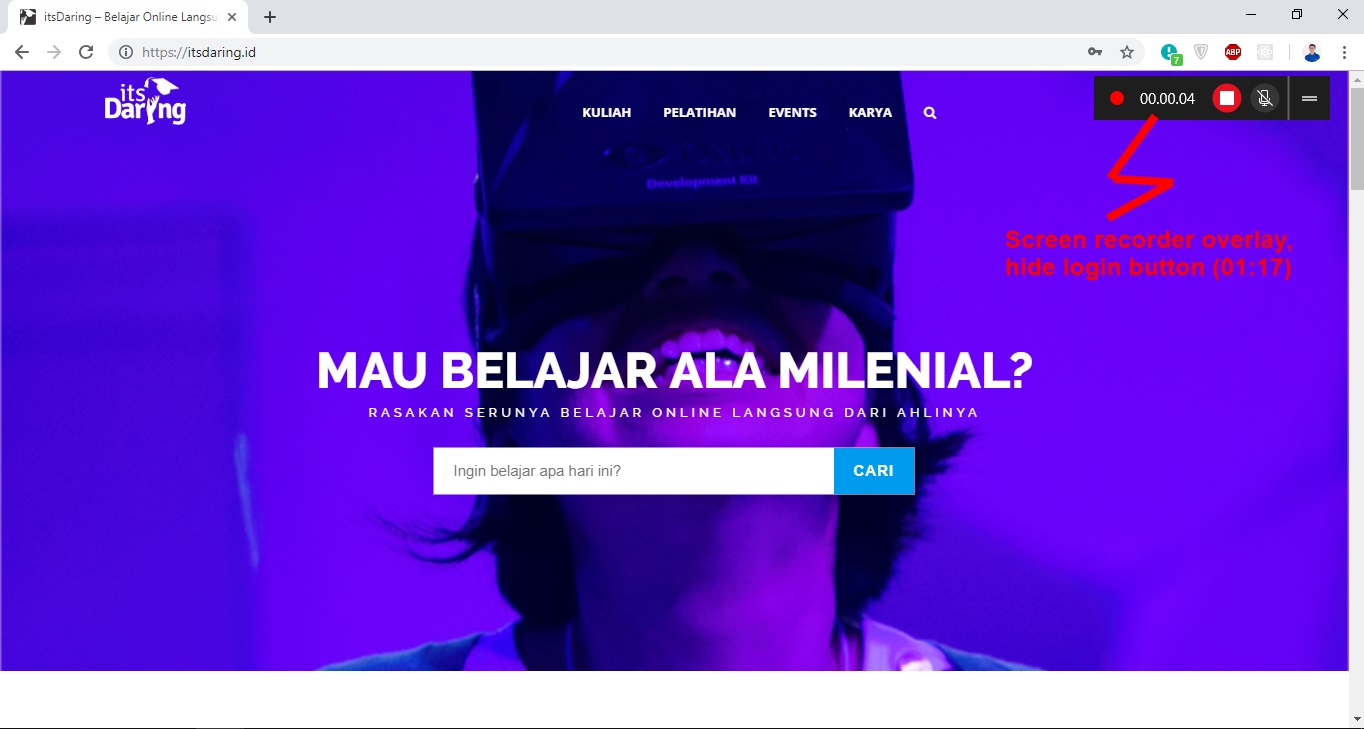 itsDaring – Belajar Online Langsu
https://itsdaring.id
7
ABP
its
Daring
KULIAH PELATIHAN EVENTS KARYA
00.00.04
Development Kit
Screen recorder overlay,
hide login button (01:17)
MAU BELAJAR ALA MILENIAL?
RASAKAN SERUNYA BELAJAR ONLINE LANGSUNG DARI AHLINYA
Ingin belajar apa hari ini? CARI